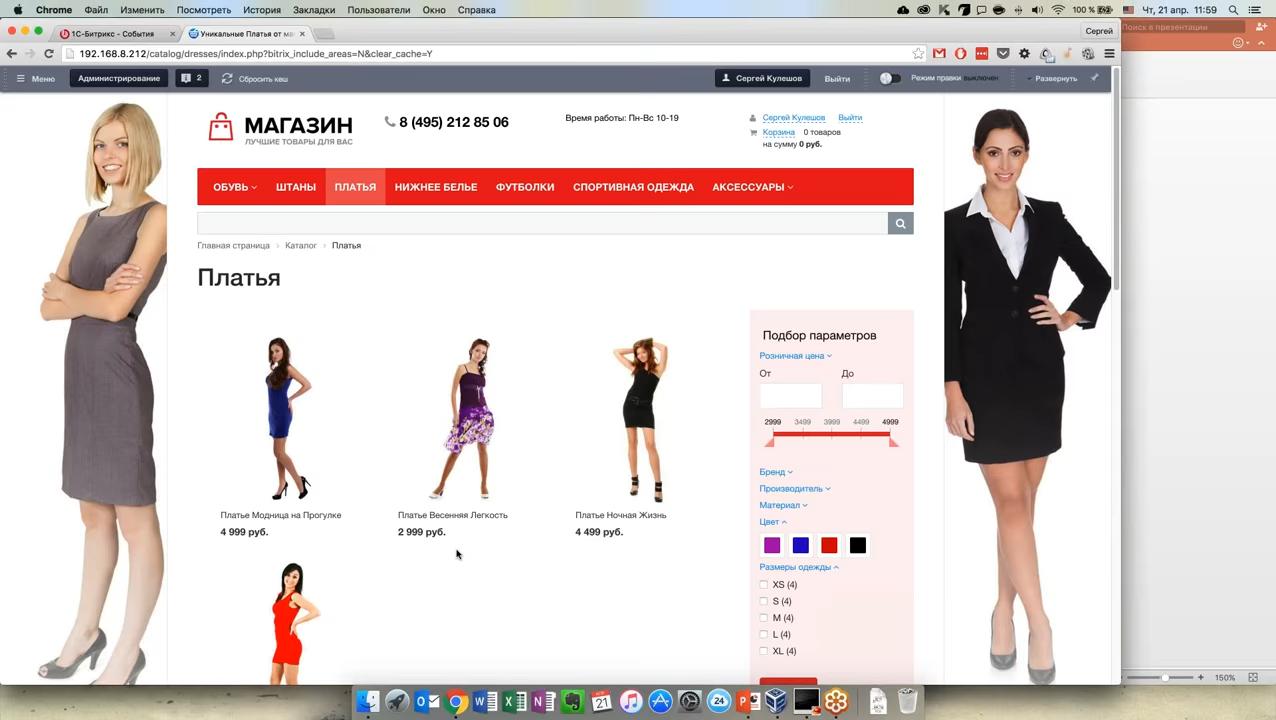 Chrome Файл Изменить Просмотреть История Закладки Пользователи Окно Справка 100 % Чт, 21 апр. 11:59
1С-Битрикс - События Уникальные Платья от ма Сергей Поиск в презентации
192.168.8.212/catalog/dresses/index.php?bitrix_include_areas=N&clear_cache=Y
Меню Администрирование 2 Сбросить кеш Сергей Кулешов Выйти Режим правки выключен Развернуть
МАГАЗИН
ЛУЧШИЕ ТОВАРЫ ДЛЯ ВАС
8 (495) 212 85 06
Время работы: Пн-Вс 10-19
Сергей Кулешов Выйти
Корзина 0 товаров
на сумму 0 руб.
ОБУВЬ ШТАНЫ ПЛАТЬЯ НИЖНЕЕ БЕЛЬЕ ФУТБОЛКИ СПОРТИВНАЯ ОДЕЖДА АКСЕССУАРЫ
Главная страница Каталог Платья
Платья
Платье Модница на Прогулке
4 999 руб.
Платье Весенняя Легкость
2 999 руб.
Платье Ночная Жизнь
4 499 руб.
Подбор параметров
Розничная цена
От До
2999 3499 3999 4499 4999
Бренд
Производитель
Материал
Цвет
Размеры одежды
XS (4)
S (4)
M (4)
L (4)
XL (4)
150%
21
24